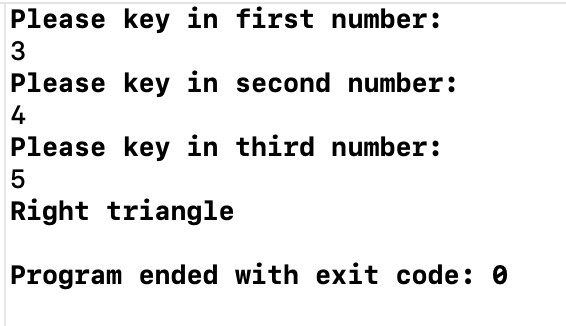 Please key in first number:
3
Please key in second number:
4
Please key in third number:
5
Right triangle
Program ended with exit code: 0